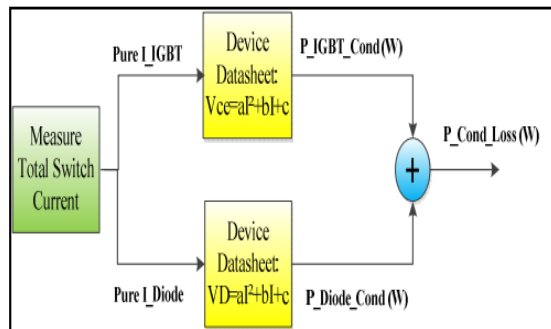 Pure I_IGBT
Device
Datasheet:
Vce=aI²+bI+c
P_IGBT_Cond (W)
Measure
Total Switch
Current
+
P_Cond_Loss (W)
Pure I_Diode
Device
Datasheet:
VD=aI²+bI+c
P_Diode_Cond (W)